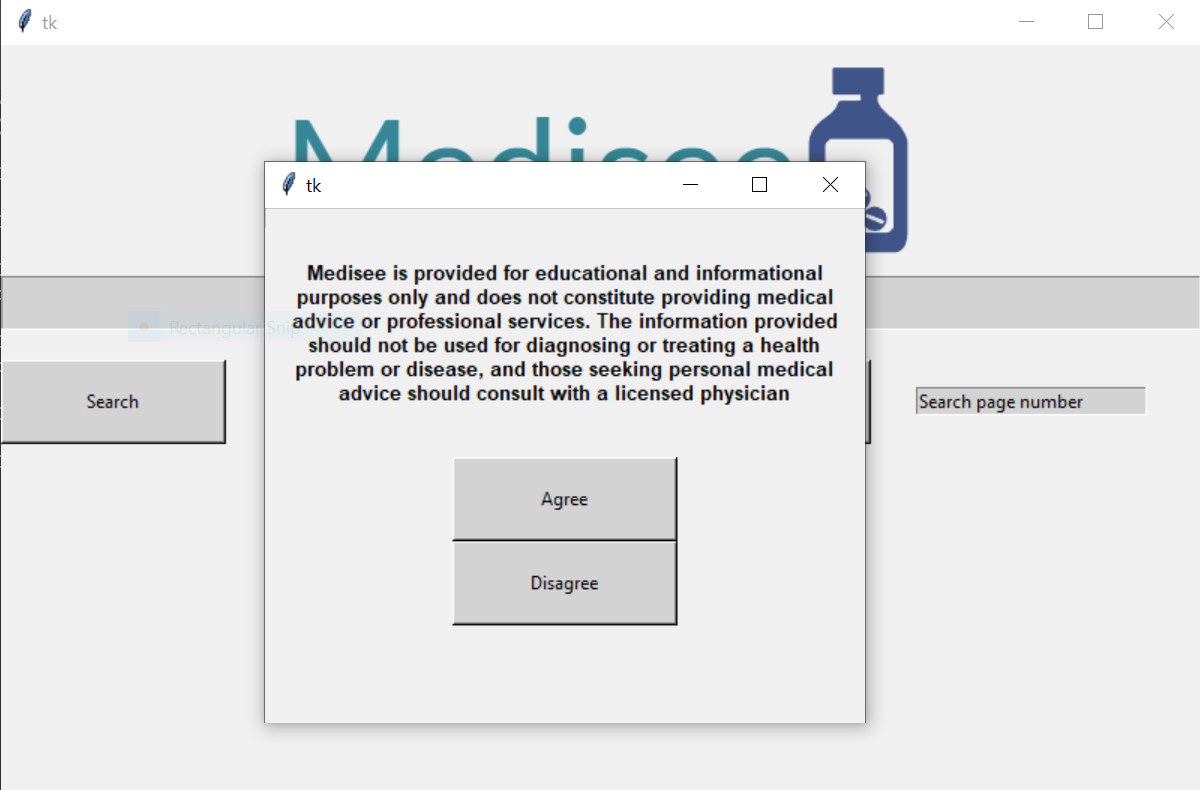 tk
Medisee
tk
Medisee is provided for educational and informational
purposes only and does not constitute providing medical
advice or professional services. The information provided
should not be used for diagnosing or treating a health
problem or disease, and those seeking personal medical
advice should consult with a licensed physician
Rectangular Snip
Search
Search page number
Agree
Disagree